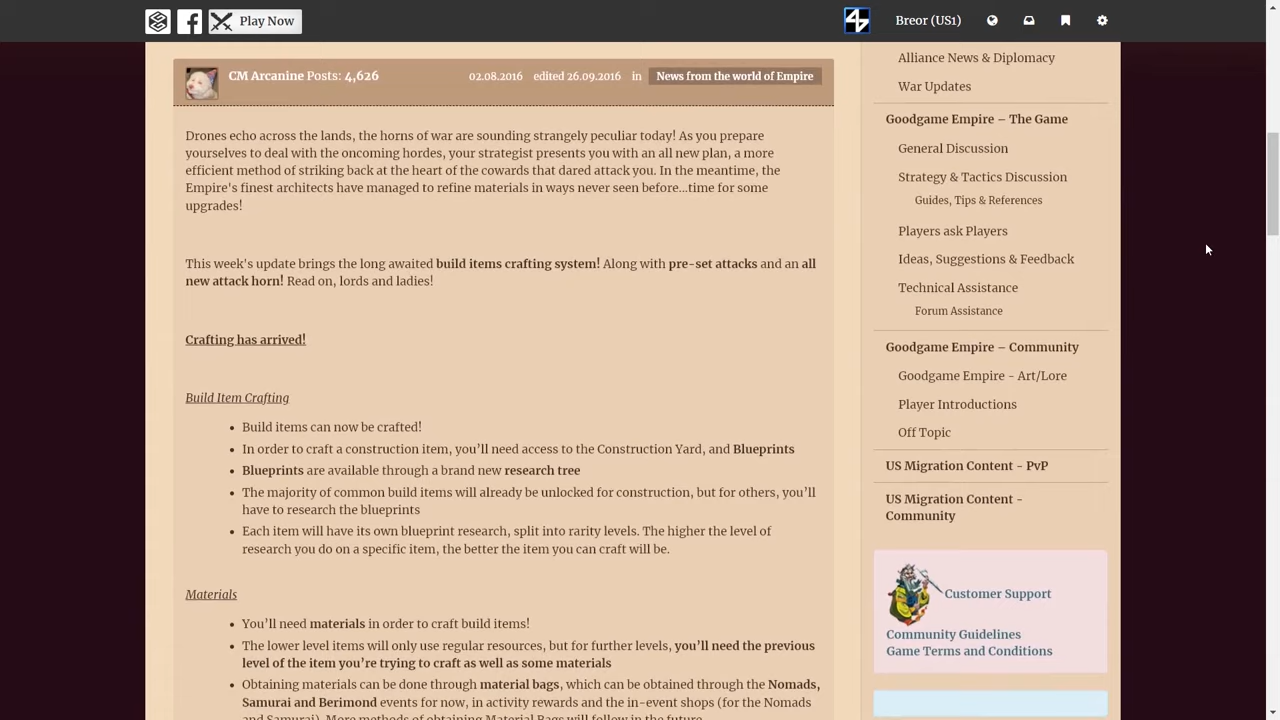 Play Now
Breor (US1)
CM Arcanine Posts: 4,626
02.08.2016 edited 26.09.2016 in News from the world of Empire
Drones echo across the lands, the horns of war are sounding strangely peculiar today! As you prepare
yourselves to deal with the oncoming hordes, your strategist presents you with an all new plan, a more
efficient method of striking back at the heart of the cowards that dared attack you. In the meantime, the
Empire's finest architects have managed to refine materials in ways never seen before...time for some
upgrades!
This week's update brings the long awaited build items crafting system! Along with pre-set attacks and an all
new attack horn! Read on, lords and ladies!
Crafting has arrived!
Build Item Crafting
• Build items can now be crafted!
• In order to craft a construction item, you’ll need access to the Construction Yard, and Blueprints
• Blueprints are available through a brand new research tree
• The majority of common build items will already be unlocked for construction, but for others, you’ll
have to research the blueprints
• Each item will have its own blueprint research, split into rarity levels. The higher the level of
research you do on a specific item, the better the item you can craft will be.
Materials
• You’ll need materials in order to craft build items!
• The lower level items will only use regular resources, but for further levels, you’ll need the previous
level of the item you’re trying to craft as well as some materials
• Obtaining materials can be done through material bags, which can be obtained through the Nomads,
Samurai and Berimond events for now, in activity rewards and the in-event shops (for the Nomads
and Samurai). More methods of obtaining Material Bags will follow in the future.
Alliance News & Diplomacy
War Updates
Goodgame Empire – The Game
General Discussion
Strategy & Tactics Discussion
Guides, Tips & References
Players ask Players
Ideas, Suggestions & Feedback
Technical Assistance
Forum Assistance
Goodgame Empire – Community
Goodgame Empire - Art/Lore
Player Introductions
Off Topic
US Migration Content - PvP
US Migration Content -
Community
Customer Support
Community Guidelines
Game Terms and Conditions